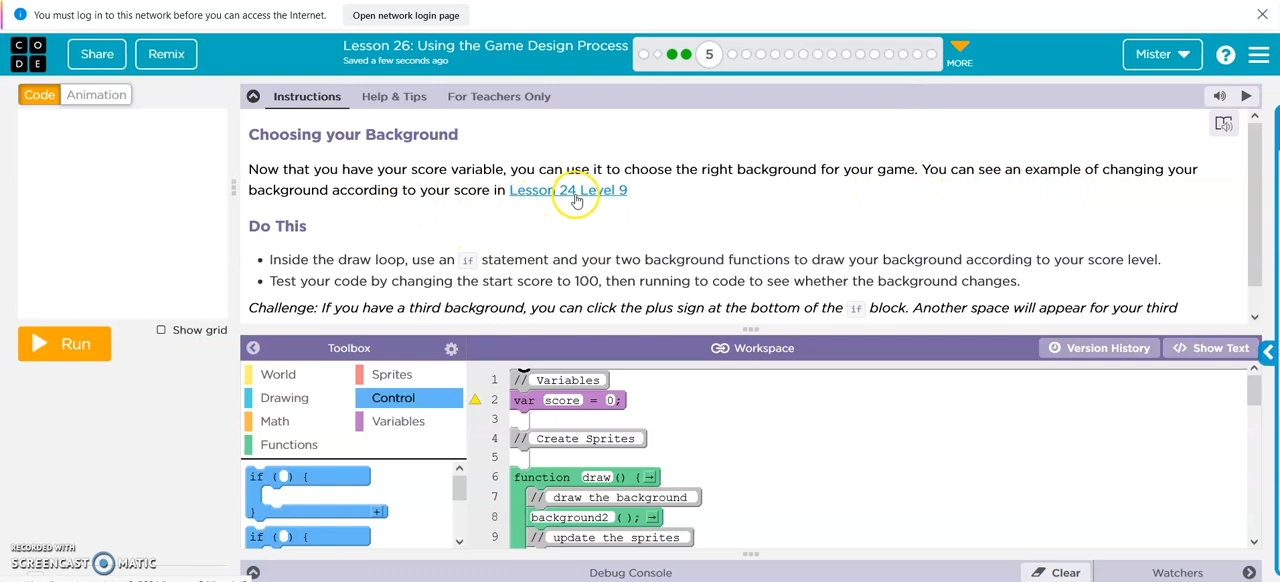 You must log in to this network before you can access the Internet.
Open network login page
CODE
Share
Remix
Lesson 26: Using the Game Design Process
Saved a few seconds ago
5
MORE
Mister
?
Code
Animation
Instructions
Help & Tips
For Teachers Only
Choosing your Background
Now that you have your score variable, you can use it to choose the right background for your game. You can see an example of changing your
background according to your score in Lesson 24 Level 9
Do This
• Inside the draw loop, use an if statement and your two background functions to draw your background according to your score level.
• Test your code by changing the start score to 100, then running to code to see whether the background changes.
Challenge: If you have a third background, you can click the plus sign at the bottom of the if block. Another space will appear for your third
Show grid
Run
Toolbox
Workspace
Version History
</> Show Text
World
Sprites
Drawing
Control
Math
Variables
Functions
if ( ) {
}
if ( ) {
1 // Variables
2 var score = 0;
3
4 // Create Sprites
5
6 function draw() {
7 // draw the background
8 background2 ();
9 // update the sprites
RECORDED WITH
SCREENCAST MATIC
Debug Console
Clear
Watchers